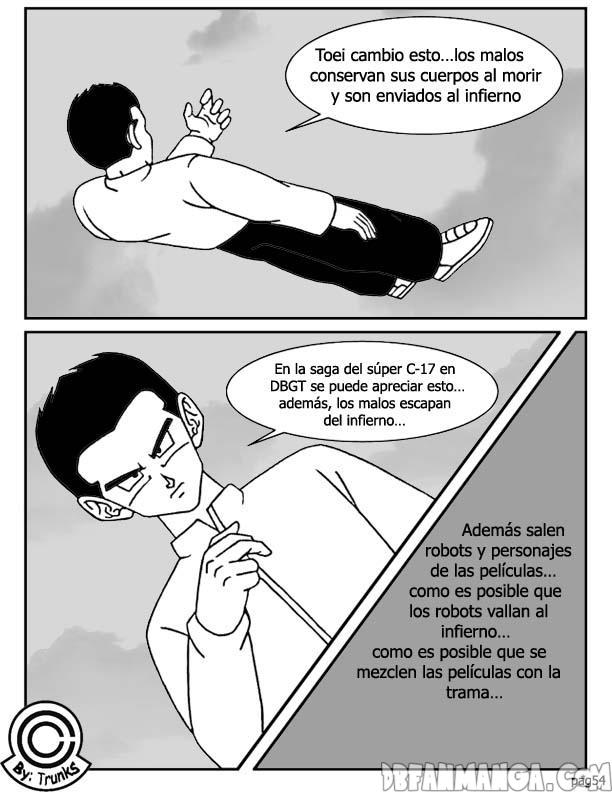 Toei cambio esto...los malos
conservan sus cuerpos al morir
y son enviados al infierno
En la saga del súper C-17 en
DBGT se puede apreciar esto...
además, los malos escapan
del infierno...
Además salen
robots y personajes
de las películas...
como es posible que
los robots vallan al
infierno...
como es posible que se
mezclen las películas con la
trama...
By: Trunks
DBFANMANGA.COM
pag54